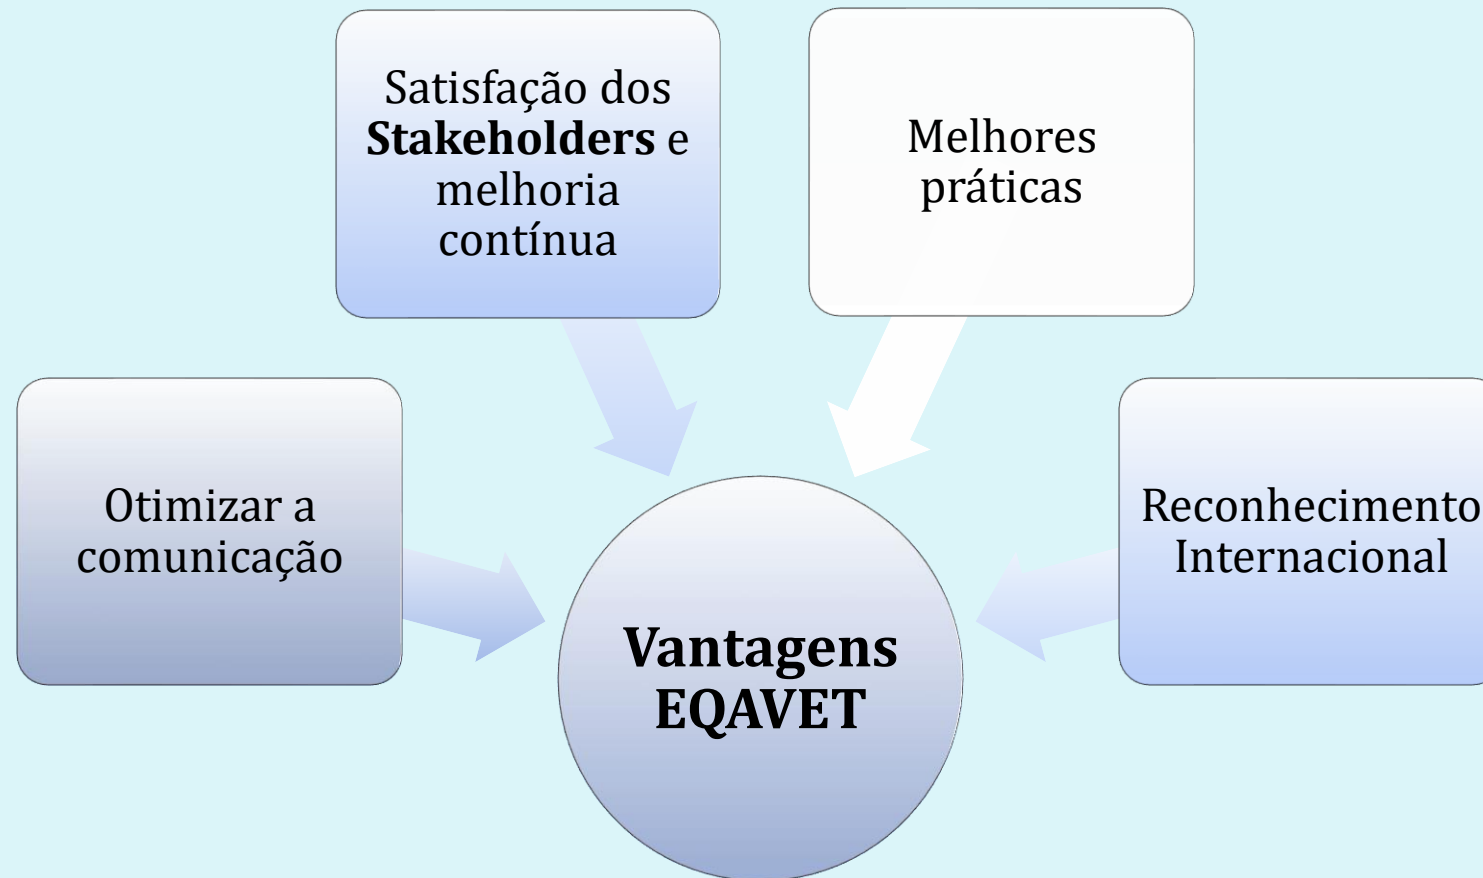 Satisfação dos
Stakeholders e
melhoria
contínua
Melhores
práticas
Otimizar a
comunicação
Reconhecimento
Internacional
Vantagens
EQAVET